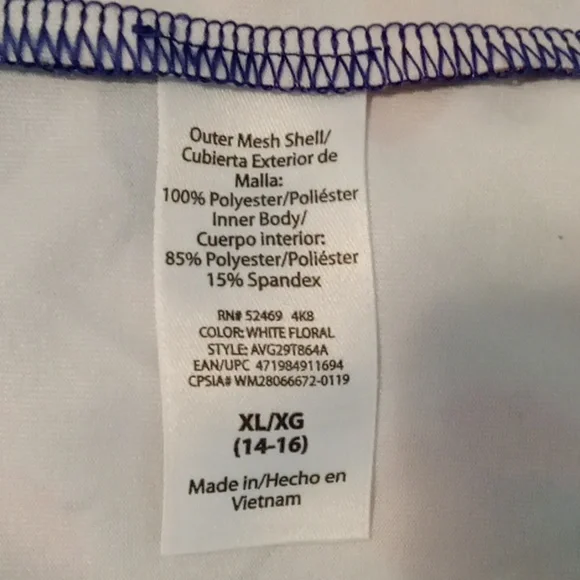 Outer Mesh Shell/
Cubierta Exterior de
Malla:
100% Polyester/Poliéster
Inner Body/
Cuerpo interior:
85% Polyester/Poliéster
15% Spandex
RN# 52469 4K8
COLOR: WHITE FLORAL
STYLE: AVG29T864A
EAN/UPC 471984911694
CPSIA# WM28066672-0119
XL/XG
(14-16)
Made in/Hecho en
Vietnam